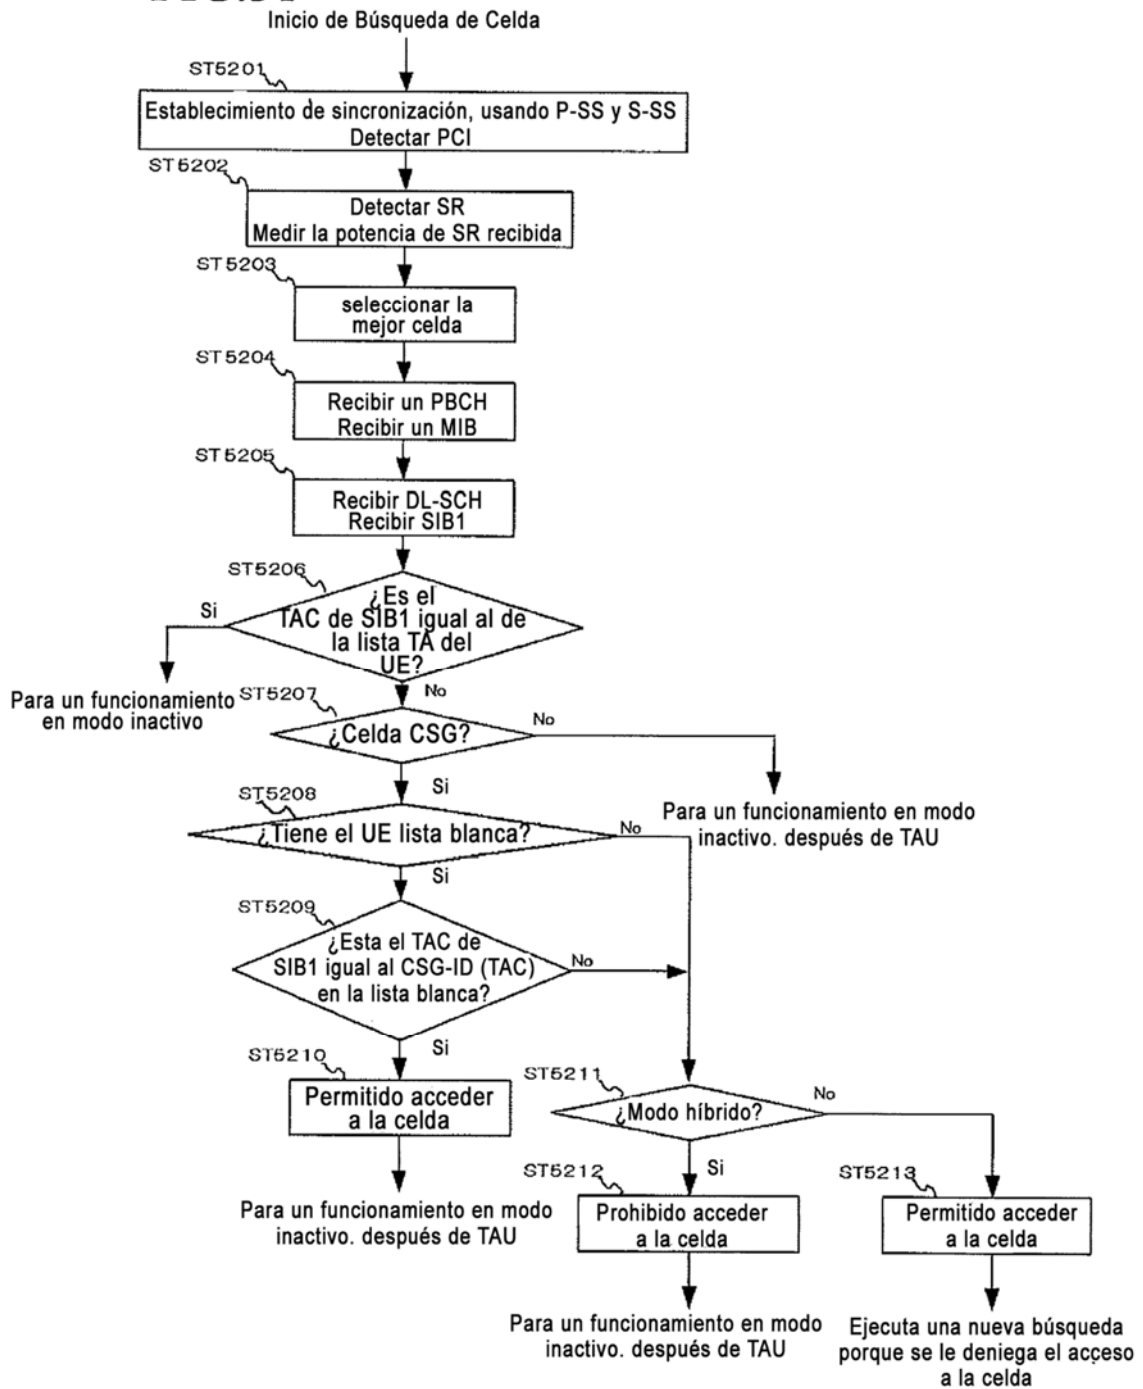 Inicio de Búsqueda de Celda
ST5201
Establecimiento de sincronización, usando P-SS y S-SS
Detectar PCI
ST5202
Detectar SR
Medir la potencia de SR recibida
ST5203
seleccionar la
mejor celda
ST5204
Recibir un PBCH
Recibir un MIB
ST5205
Recibir DL-SCH
Recibir SIB1
ST5206
¿Es el
TAC de SIB1 igual al de
la lista TA del
UE?
Si
No
Para un funcionamiento
en modo inactivo
ST5207
¿Celda CSG?
No
Si
Para un funcionamiento en modo
inactivo. después de TAU
ST5208
¿Tiene el UE lista blanca?
No
Si
ST5209
¿Esta el TAC de
SIB1 igual al CSG-ID (TAC)
en la lista blanca?
No
Si
ST5210
Permitido acceder
a la celda
Para un funcionamiento en modo
inactivo. después de TAU
ST5211
¿Modo híbrido?
No
Si
ST5212
Prohibido acceder
a la celda
Para un funcionamiento en modo
inactivo. después de TAU
ST5213
Permitido acceder
a la celda
Ejecuta una nueva búsqueda
porque se le deniega el acceso
a la celda